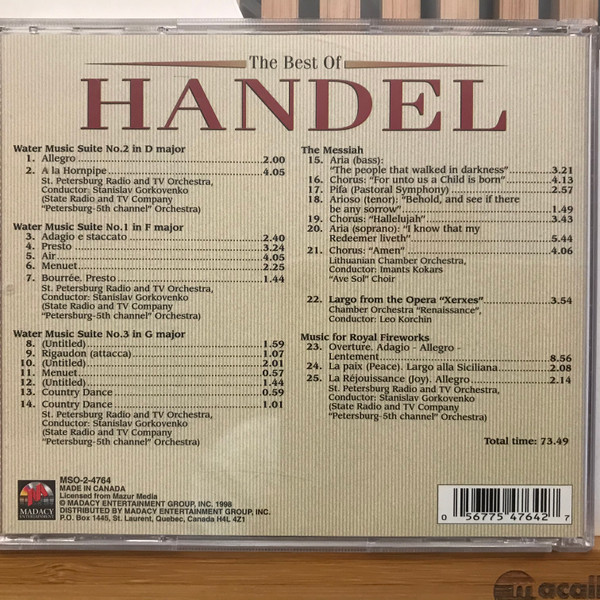 The Best Of
HANDEL
Water Music Suite No.2 in D major
1. Allegro 2.00
2. A la Hornpipe 4.05
St. Petersburg Radio and TV Orchestra,
Conductor: Stanislav Gorkovenko
(State Radio and TV Company
"Petersburg-5th channel" Orchestra)
Water Music Suite No.1 in F major
3. Adagio e staccato 2.40
4. Presto 3.24
5. Air 4.05
6. Menuet 2.25
7. Bourrée. Presto 1.44
St. Petersburg Radio and TV Orchestra,
Conductor: Stanislav Gorkovenko
(State Radio and TV Company
"Petersburg-5th channel" Orchestra)
Water Music Suite No.3 in G major
8. (Untitled) 1.59
9. Rigaudon (attacca) 1.07
10. (Untitled) 2.01
11. Menuet 0.57
12. (Untitled) 1.44
13. Country Dance 0.59
14. Country Dance 1.01
St. Petersburg Radio and TV Orchestra,
Conductor: Stanislav Gorkovenko
(State Radio and TV Company
"Petersburg-5th channel" Orchestra)
The Messiah
15. Aria (bass):
"The people that walked in darkness" 3.21
16. Chorus: "For unto us a Child is born" 4.13
17. Pifa (Pastoral Symphony) 2.57
18. Arioso (tenor): "Behold, and see if there
be any sorrow" 1.49
19. Chorus: "Hallelujah" 3.43
20. Aria (soprano): "I know that my
Redeemer liveth" 5.44
21. Chorus: "Amen" 4.06
Lithuanian Chamber Orchestra,
Conductor: Imants Kokars
"Ave Sol" Choir
22. Largo from the Opera "Xerxes" 3.54
Chamber Orchestra "Renaissance",
Conductor: Leo Korchin
Music for Royal Fireworks
23. Overture. Adagio - Allegro -
Lentement 8.56
24. La paix (Peace). Largo alla Siciliana 2.08
25. La Réjouissance (Joy). Allegro 2.14
St. Petersburg Radio and TV Orchestra,
Conductor: Stanislav Gorkovenko
(State Radio and TV Company
"Petersburg-5th channel" Orchestra)
Total time: 73.49
MADACY
ENTERTAINMENT
MSO-2-4764
MADE IN CANADA
Licensed from Mazur Media
© MADACY ENTERTAINMENT GROUP, INC. 1998
DISTRIBUTED BY MADACY ENTERTAINMENT GROUP, INC.
P.O. Box 1445, St. Laurent, Quebec, Canada H4L 4Z1
0 56775 47642 7
acali